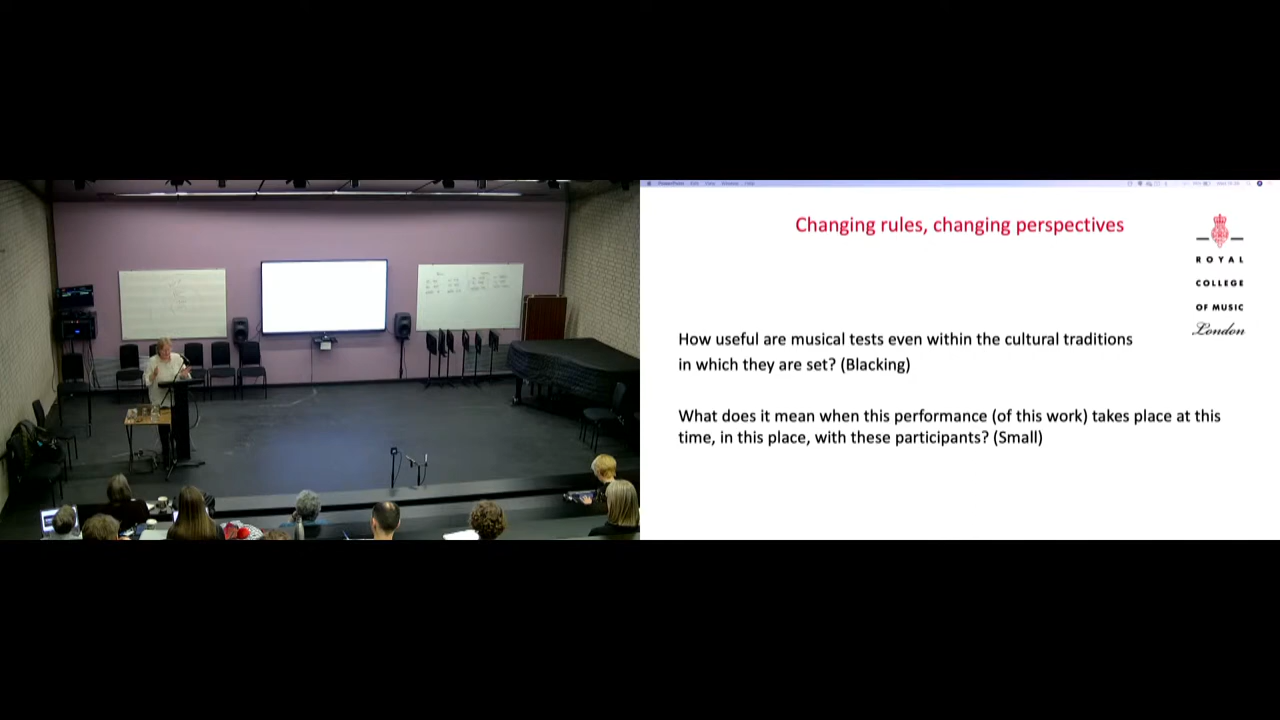 Changing rules, changing perspectives
ROYAL
COLLEGE
OF MUSIC
London
How useful are musical tests even within the cultural traditions
in which they are set? (Blacking)
What does it mean when this performance (of this work) takes place at this
time, in this place, with these participants? (Small)